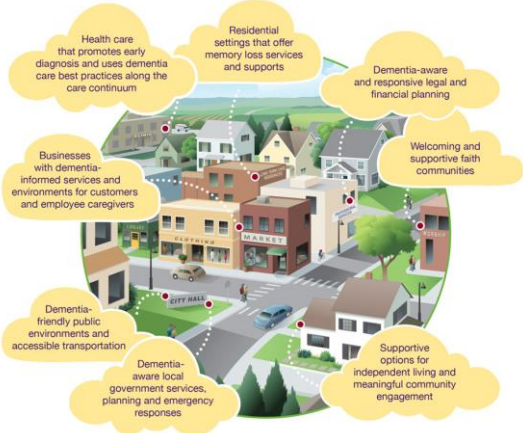 Health care
that promotes early
diagnosis and uses dementia
care best practices along the
care continuum
Residential
settings that offer
memory loss services
and supports
Dementia-aware
and responsive legal and
financial planning
Businesses
with dementia-
informed services and
environments for customers
and employee caregivers
Welcoming and
supportive faith
communities
CLOTHING
MARKET
CITY HALL
Dementia-
friendly public
environments and
accessible transportation
Dementia-
aware local
government services,
planning and emergency
responses
Supportive
options for
independent living and
meaningful community
engagement